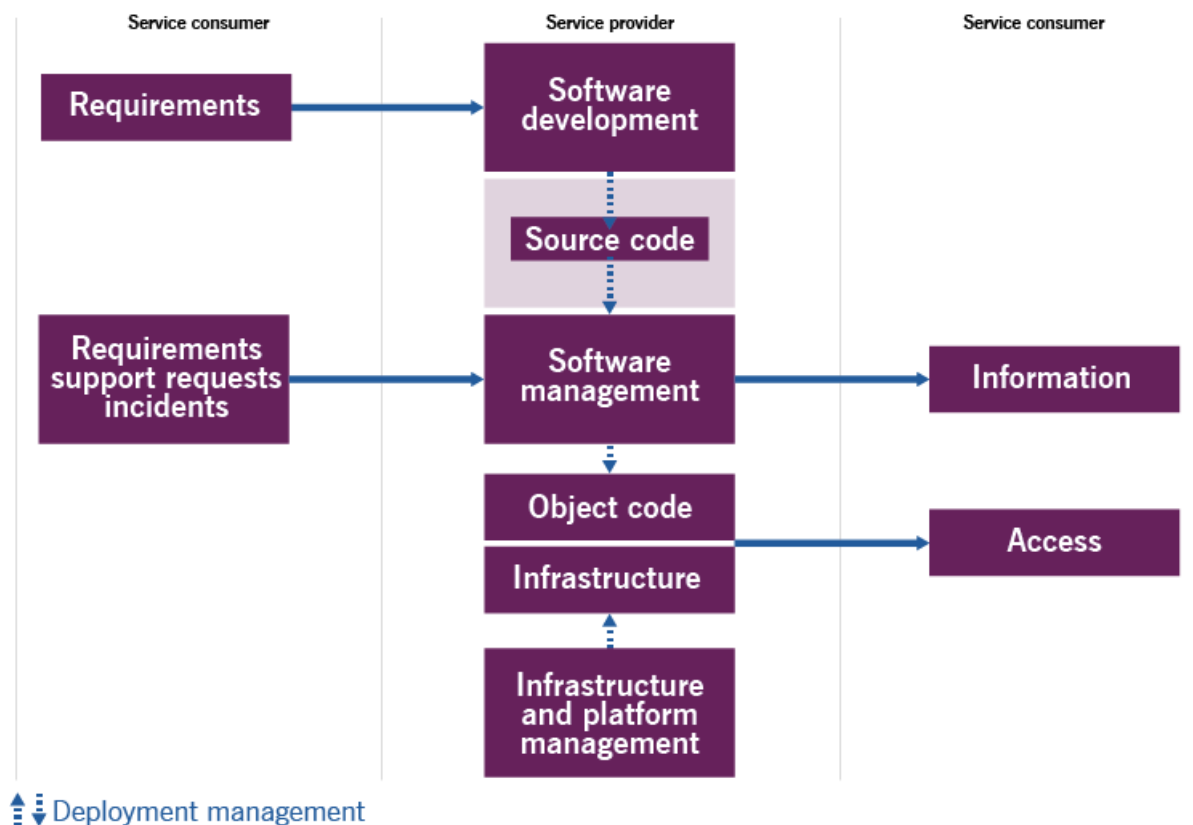 Service consumer
Service provider
Service consumer
Requirements
Software
development
Source code
Requirements
support requests
incidents
Software
management
Information
Object code
Access
Infrastructure
Infrastructure
and platform
management
Deployment management